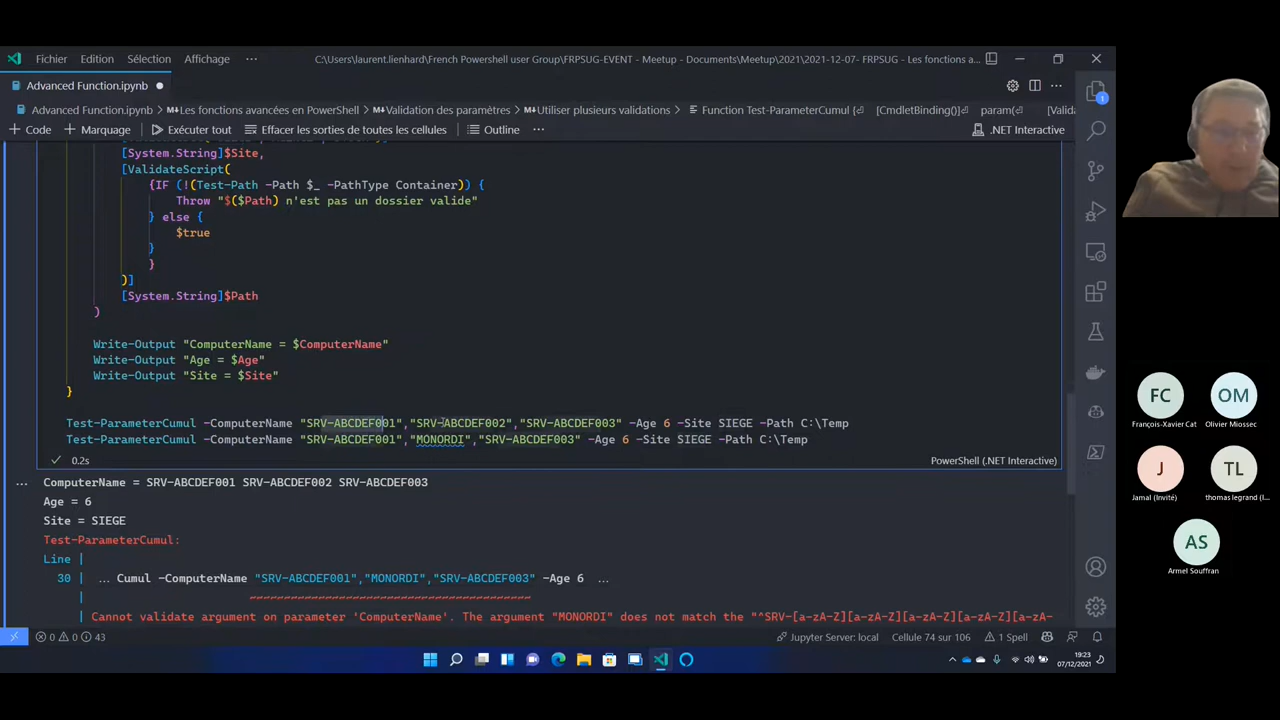 Fichier Edition Sélection Affichage ··· C:\Users\laurent.lienhard\French Powershell user Group\FRPSUG-EVENT - Meetup - Documents\Meetup\2021\2021-12-07- FRPSUG - Les fonctions a...
Advanced Function.ipynb
Advanced Function.ipynb > Les fonctions avancées en PowerShell > Validation des paramètres > Utiliser plusieurs validations > Function Test-ParameterCumul { [CmdletBinding()] param( [Valida
+ Code + Marquage Exécuter tout Effacer les sorties de toutes les cellules Outline ··· .NET Interactive
[System.String]$Site,
[ValidateScript(
{IF (!(Test-Path -Path $_ -PathType Container)) {
Throw "$($Path) n'est pas un dossier valide"
} else {
$true
}
}
)]
[System.String]$Path
)
Write-Output "ComputerName = $ComputerName"
Write-Output "Age = $Age"
Write-Output "Site = $Site"
}
Test-ParameterCumul -ComputerName "SRV-ABCDEF001","SRV-ABCDEF002","SRV-ABCDEF003" -Age 6 -Site SIEGE -Path C:\Temp
Test-ParameterCumul -ComputerName "SRV-ABCDEF001","MONORDI","SRV-ABCDEF003" -Age 6 -Site SIEGE -Path C:\Temp
0.2s PowerShell (.NET Interactive)
... ComputerName = SRV-ABCDEF001 SRV-ABCDEF002 SRV-ABCDEF003
Age = 6
Site = SIEGE
Test-ParameterCumul:
Line |
30 | ... Cumul -ComputerName "SRV-ABCDEF001","MONORDI","SRV-ABCDEF003" -Age 6 ...
| ~~~~~~~~~~~~~~~~~~~~~~~~~~~~~~~~~~~~~~~
| Cannot validate argument on parameter 'ComputerName'. The argument "MONORDI" does not match the "^SRV-[a-zA-Z][a-zA-Z][a-zA-Z][a-zA-Z][a-zA-
0 0 43 Jupyter Server: local Cellule 74 sur 106 1 Spell
19:23
07/12/2021
1
FC
François-Xavier Cat
OM
Olivier Miossec
J
Jamal (Invité)
TL
thomas legrand (I...
AS
Armel Souffran